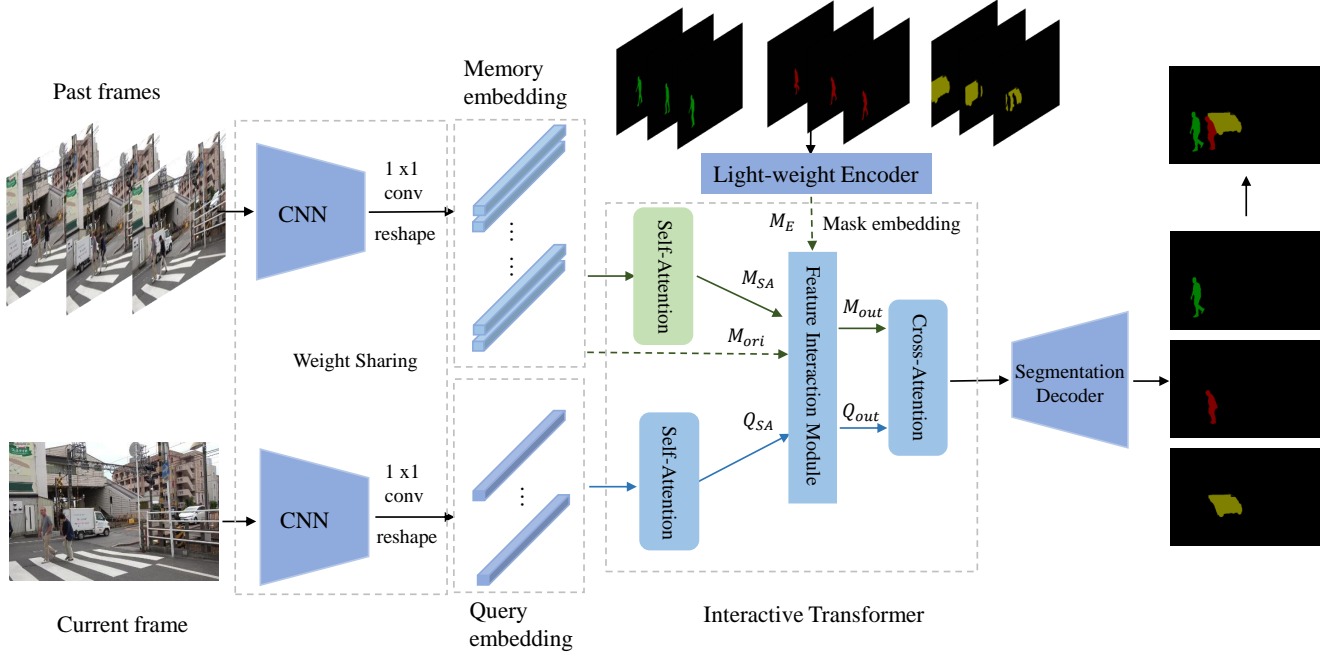 Past frames
Memory
embedding
CNN
1 x1
conv
reshape
Light-weight Encoder
M_E
Mask embedding
Self-Attention
M_SA
M_ori
Feature Interaction Module
M_out
Cross-Attention
Weight Sharing
Segmentation
Decoder
CNN
1 x1
conv
reshape
Self-Attention
Q_SA
Q_out
Current frame
Query
embedding
Interactive Transformer